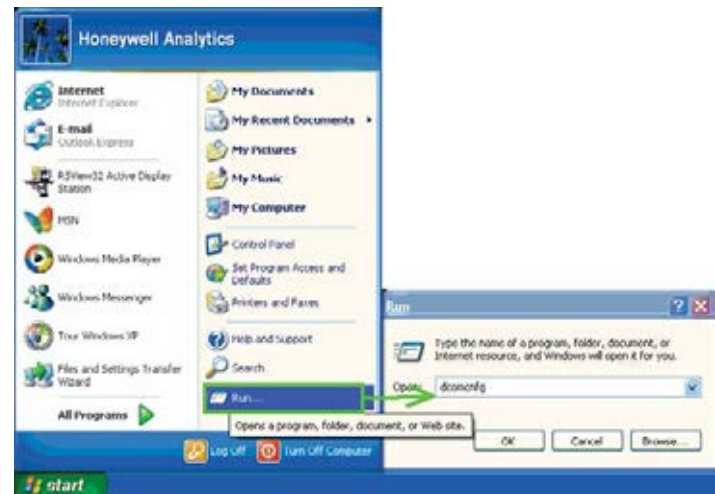 Honeywell Analytics
Internet
Internet Explorer
E-mail
Outlook Express
RSView32 Active Display
Station
MSN
Windows Media Player
Windows Messenger
Tour Windows XP
Files and Settings Transfer
Wizard
All Programs
My Documents
My Recent Documents
My Pictures
My Music
My Computer
Control Panel
Set Program Access and
Defaults
Printers and Faxes
Help and Support
Search
Run...
Opens a program, folder, document, or Web site.
Log Off
Turn Off Computer
start
Run
Type the name of a program, folder, document, or
Internet resource, and Windows will open it for you.
Open:
dcomcnfg
OK
Cancel
Browse...